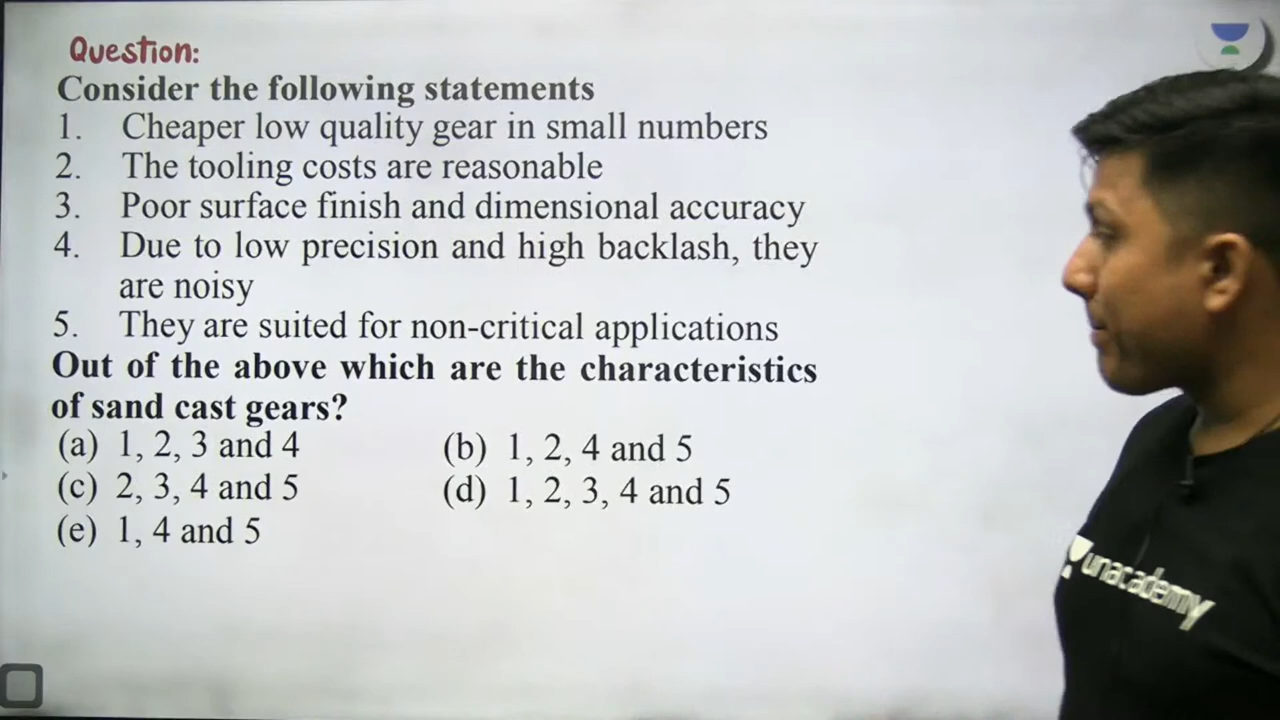 Question:
Consider the following statements
1. Cheaper low quality gear in small numbers
2. The tooling costs are reasonable
3. Poor surface finish and dimensional accuracy
4. Due to low precision and high backlash, they
are noisy
5. They are suited for non-critical applications
Out of the above which are the characteristics
of sand cast gears?
(a) 1, 2, 3 and 4 (b) 1, 2, 4 and 5
(c) 2, 3, 4 and 5 (d) 1, 2, 3, 4 and 5
(e) 1, 4 and 5
unacademy